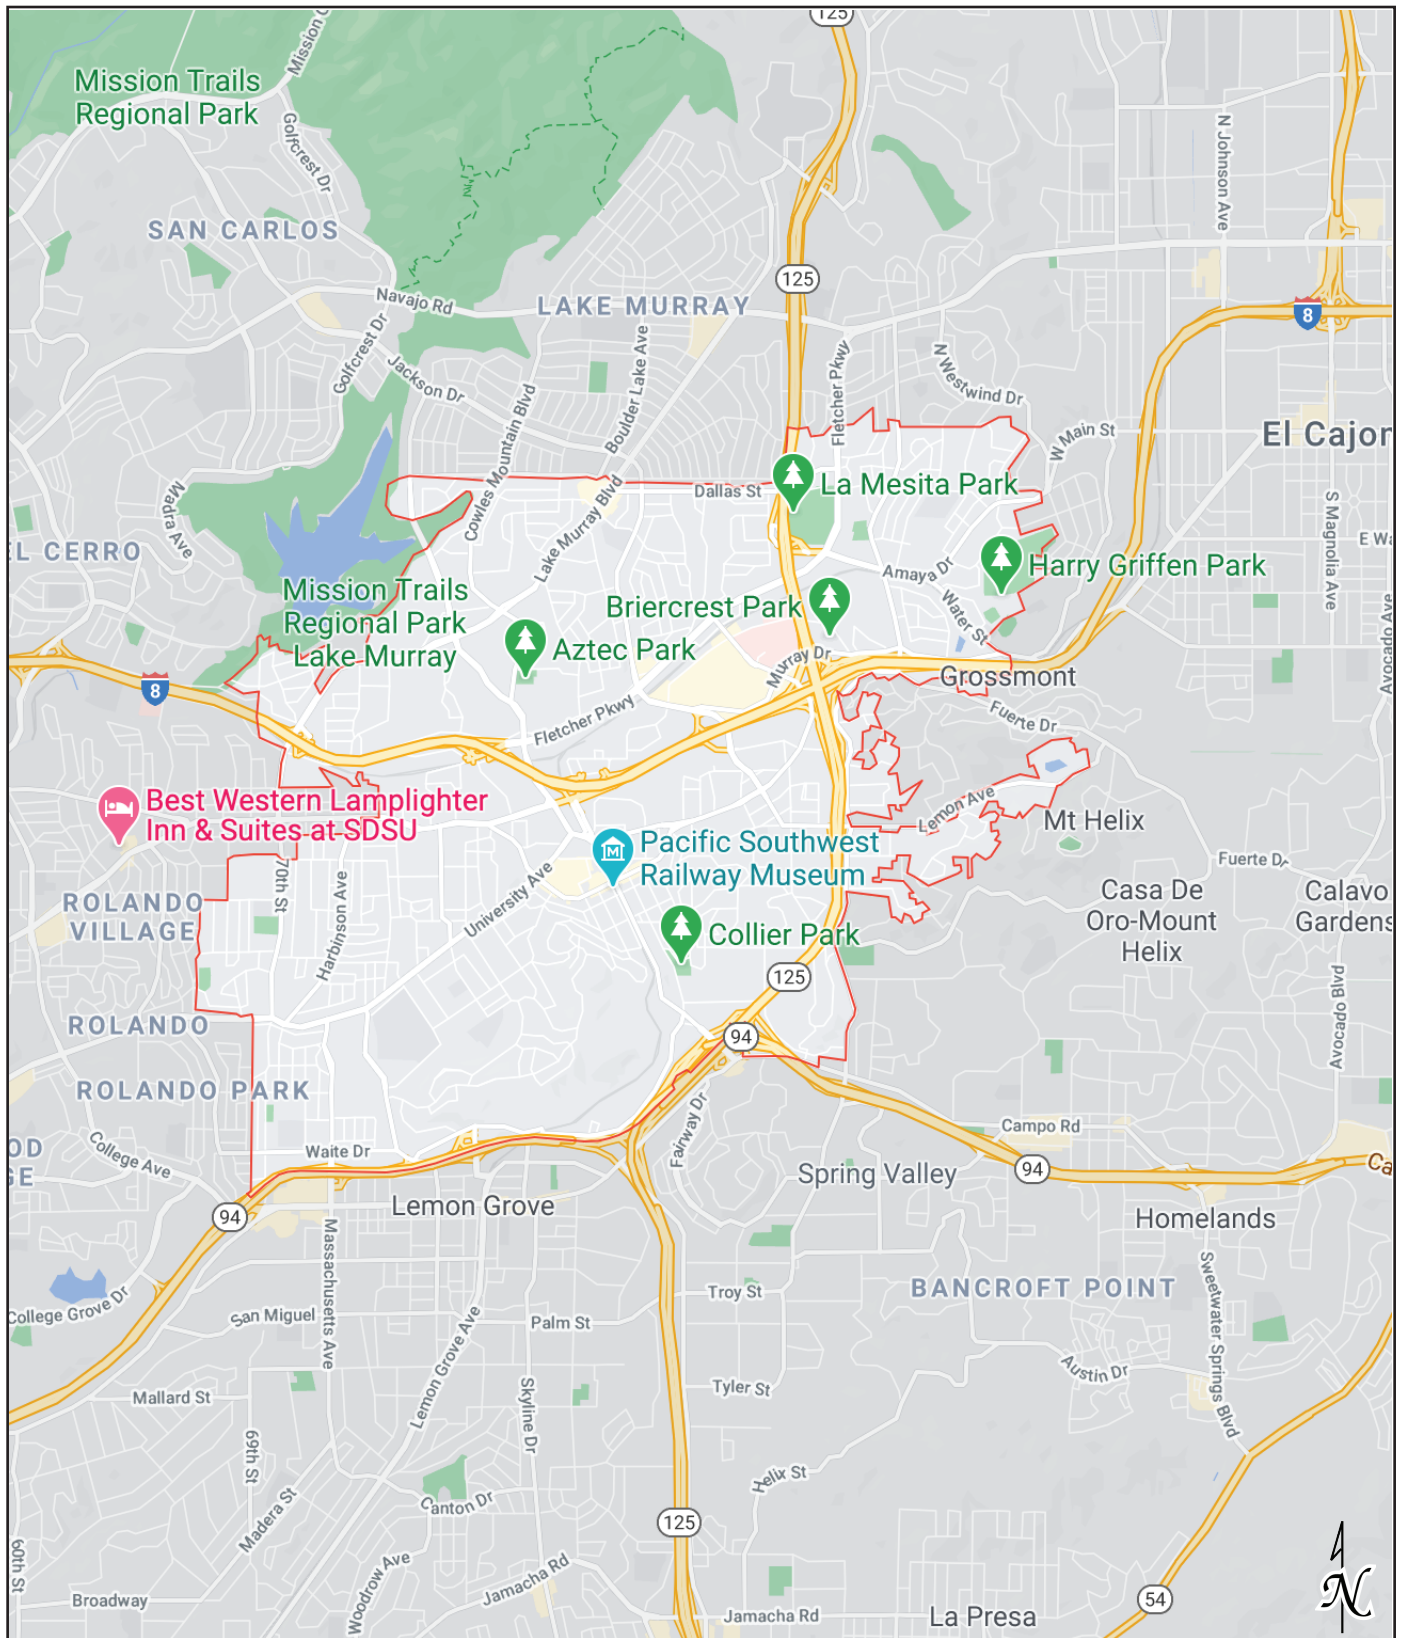 125
Mission Trails
Regional Park
Golfcrest Dr
N Johnson Ave
SAN CARLOS
125
Navajo Rd
LAKE MURRAY
8
Golfcrest Dr
Jackson Dr
Cowles Mountain Blvd
Boulder Lake Ave
Fletcher Pkwy
N Westwind Dr
W Main St
El Cajon
Madra Ave
Lake Murray Blvd
Dallas St
La Mesita Park
S Magnolia Ave
EL CERRO
E Wa
Amaya Dr
Harry Griffen Park
Mission Trails
Regional Park
Lake Murray
Briercrest Park
Water St
Avocado Ave
Aztec Park
Murray Dr
8
Grossmont
Fletcher Pkwy
Fuerte Dr
Best Western Lamplighter
Inn & Suites at SDSU
Lemon Ave
Mt Helix
Pacific Southwest
Railway Museum
70th St
Harbinson Ave
University Ave
Fuerte Dr
ROLANDO
VILLAGE
Casa De
Oro-Mount
Helix
Calavo
Gardens
Collier Park
125
Avocado Blvd
ROLANDO
94
ROLANDO PARK
OD
GE
College Ave
Waite Dr
Fairway Dr
Campo Rd
Spring Valley
94
Ca
Lemon Grove
94
Homelands
Massachusetts Ave
Sweetwater Springs Blvd
College Grove Dr
Troy St
BANCROFT POINT
San Miguel
Lemon Grove Ave
Palm St
Mallard St
Skyline Dr
Tyler St
Austin Dr
69th St
Madera St
Canton Dr
Helix St
125
60th St
Woodrow Ave
Jamacha Rd
Broadway
Jamacha Rd
La Presa
54
N